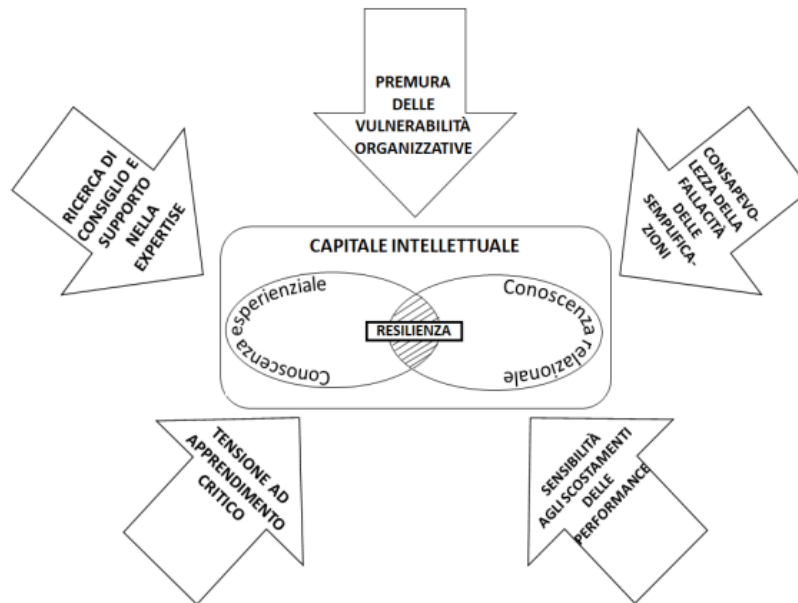 PREMURA
DELLE
VULNERABILITÀ
ORGANIZZATIVE
RICERCA DI
CONSIGLIO E
SUPPORTO
NELLA
EXPERTISE
CONSAPEVO-
LEZZA DELLA
FALLACITÀ
DELLE
SEMPLIFICA-
ZIONI
CAPITALE INTELLETTUALE
Conoscenza esperienziale
RESILIENZA
Conoscenza relazionale
TENSIONE AD
APPRENDIMENTO
CRITICO
SENSIBILITÀ
AGLI SCOSTAMENTI
DELLE
PERFORMANCE